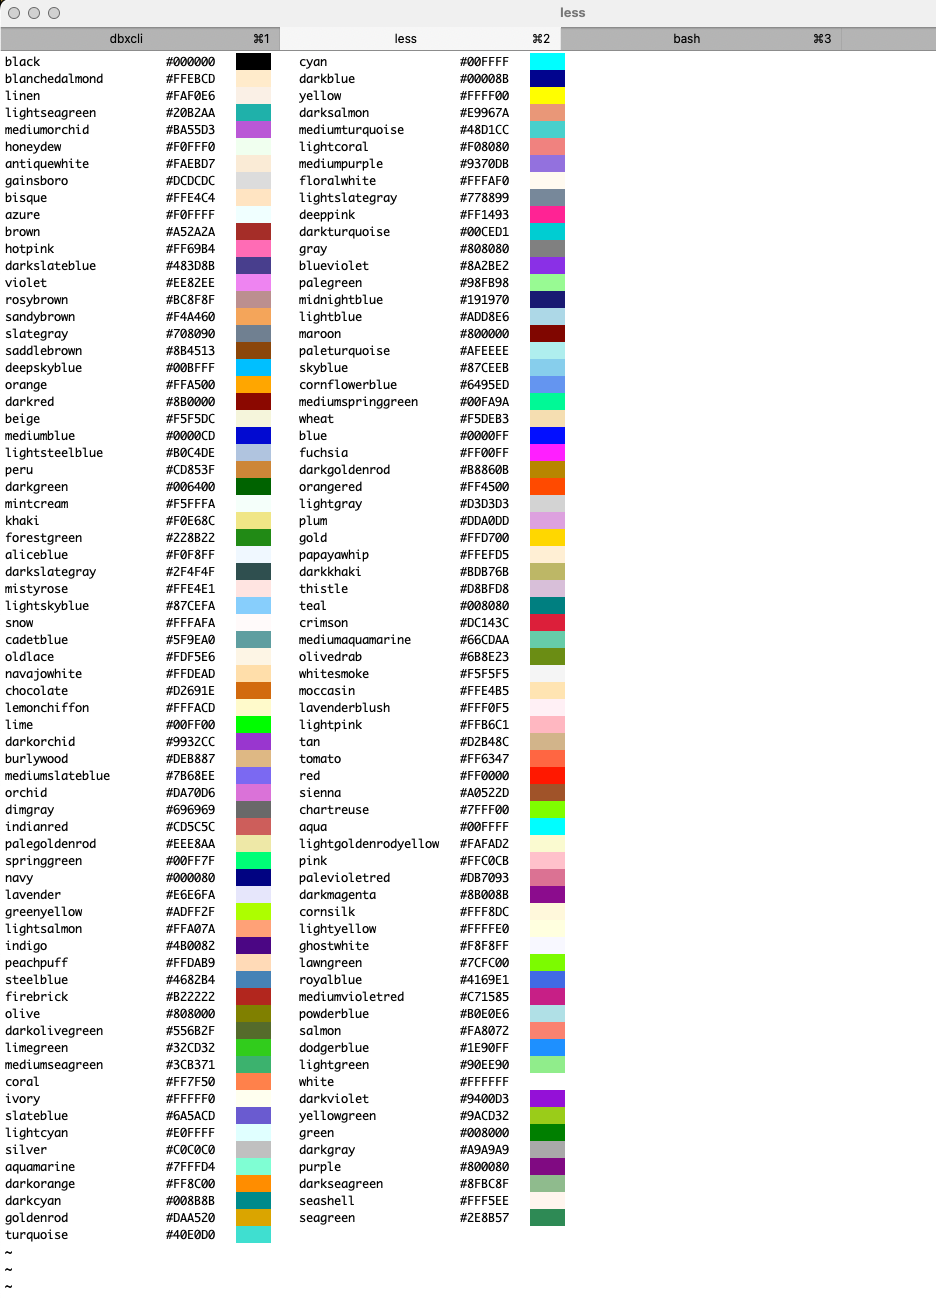 less
dbxcli ⌘1 less ⌘2 bash ⌘3
black #000000 cyan #00FFFF
blanchedalmond #FFEBCD darkblue #00008B
linen #FAF0E6 yellow #FFFF00
lightseagreen #20B2AA darksalmon #E9967A
mediumorchid #BA55D3 mediumturquoise #48D1CC
honeydew #F0FFF0 lightcoral #F08080
antiquewhite #FAEBD7 mediumpurple #9370DB
gainsboro #DCDCDC floralwhite #FFFAF0
bisque #FFE4C4 lightslategray #778899
azure #F0FFFF deeppink #FF1493
brown #A52A2A darkturquoise #00CED1
hotpink #FF69B4 gray #808080
darkslateblue #483D8B blueviolet #8A2BE2
violet #EE82EE palegreen #98FB98
rosybrown #BC8F8F midnightblue #191970
sandybrown #F4A460 lightblue #ADD8E6
slategray #708090 maroon #800000
saddlebrown #8B4513 paleturquoise #AFEEEE
deepskyblue #00BFFF skyblue #87CEEB
orange #FFA500 cornflowerblue #6495ED
darkred #8B0000 mediumspringgreen #00FA9A
beige #F5F5DC wheat #F5DEB3
mediumblue #0000CD blue #0000FF
lightsteelblue #B0C4DE fuchsia #FF00FF
peru #CD853F darkgoldenrod #B8860B
darkgreen #006400 orangered #FF4500
mintcream #F5FFFA lightgray #D3D3D3
khaki #F0E68C plum #DDA0DD
forestgreen #228B22 gold #FFD700
aliceblue #F0F8FF papayawhip #FFEFD5
darkslategray #2F4F4F darkkhaki #BDB76B
mistyrose #FFE4E1 thistle #D8BFD8
lightskyblue #87CEFA teal #008080
snow #FFFAFA crimson #DC143C
cadetblue #5F9EA0 mediumaquamarine #66CDAA
oldlace #FDF5E6 olivedrab #6B8E23
navajowhite #FFDEAD whitesmoke #F5F5F5
chocolate #D2691E moccasin #FFE4B5
lemonchiffon #FFFACD lavenderblush #FFF0F5
lime #00FF00 lightpink #FFB6C1
darkorchid #9932CC tan #D2B48C
burlywood #DEB887 tomato #FF6347
mediumslateblue #7B68EE red #FF0000
orchid #DA70D6 sienna #A0522D
dimgray #696969 chartreuse #7FFF00
indianred #CD5C5C aqua #00FFFF
palegoldenrod #EEE8AA lightgoldenrodyellow #FAFAD2
springgreen #00FF7F pink #FFC0CB
navy #000080 palevioletred #DB7093
lavender #E6E6FA darkmagenta #8B008B
greenyellow #ADFF2F cornsilk #FFF8DC
lightsalmon #FFA07A lightyellow #FFFFE0
indigo #4B0082 ghostwhite #F8F8FF
peachpuff #FFDAB9 lawngreen #7CFC00
steelblue #4682B4 royalblue #4169E1
firebrick #B22222 mediumvioletred #C71585
olive #808000 powderblue #B0E0E6
darkolivegreen #556B2F salmon #FA8072
limegreen #32CD32 dodgerblue #1E90FF
mediumseagreen #3CB371 lightgreen #90EE90
coral #FF7F50 white #FFFFFF
ivory #FFFFF0 darkviolet #9400D3
slateblue #6A5ACD yellowgreen #9ACD32
lightcyan #E0FFFF green #008000
silver #C0C0C0 darkgray #A9A9A9
aquamarine #7FFFD4 purple #800080
darkorange #FF8C00 darkseagreen #8FBC8F
darkcyan #008B8B seashell #FFF5EE
goldenrod #DAA520 seagreen #2E8B57
turquoise #40E0D0
~
~
~